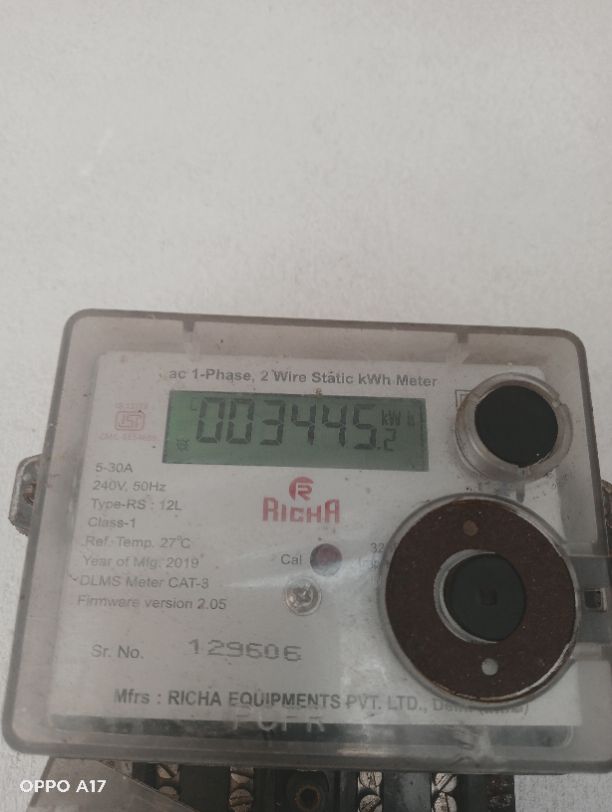 ac 1-Phase, 2 Wire Static kWh Meter
003445.2 kWh
5-30A
240V, 50Hz
Type-RS : 12L
Class-1
Ref. Temp. 27°C
Year of Mfg. 2019
DLMS Meter CAT-3
Firmware version 2.05
RICHA
Cal
32
Sr. No. 129606
Mfrs : RICHA EQUIPMENTS PVT. LTD.,
OPPO A17